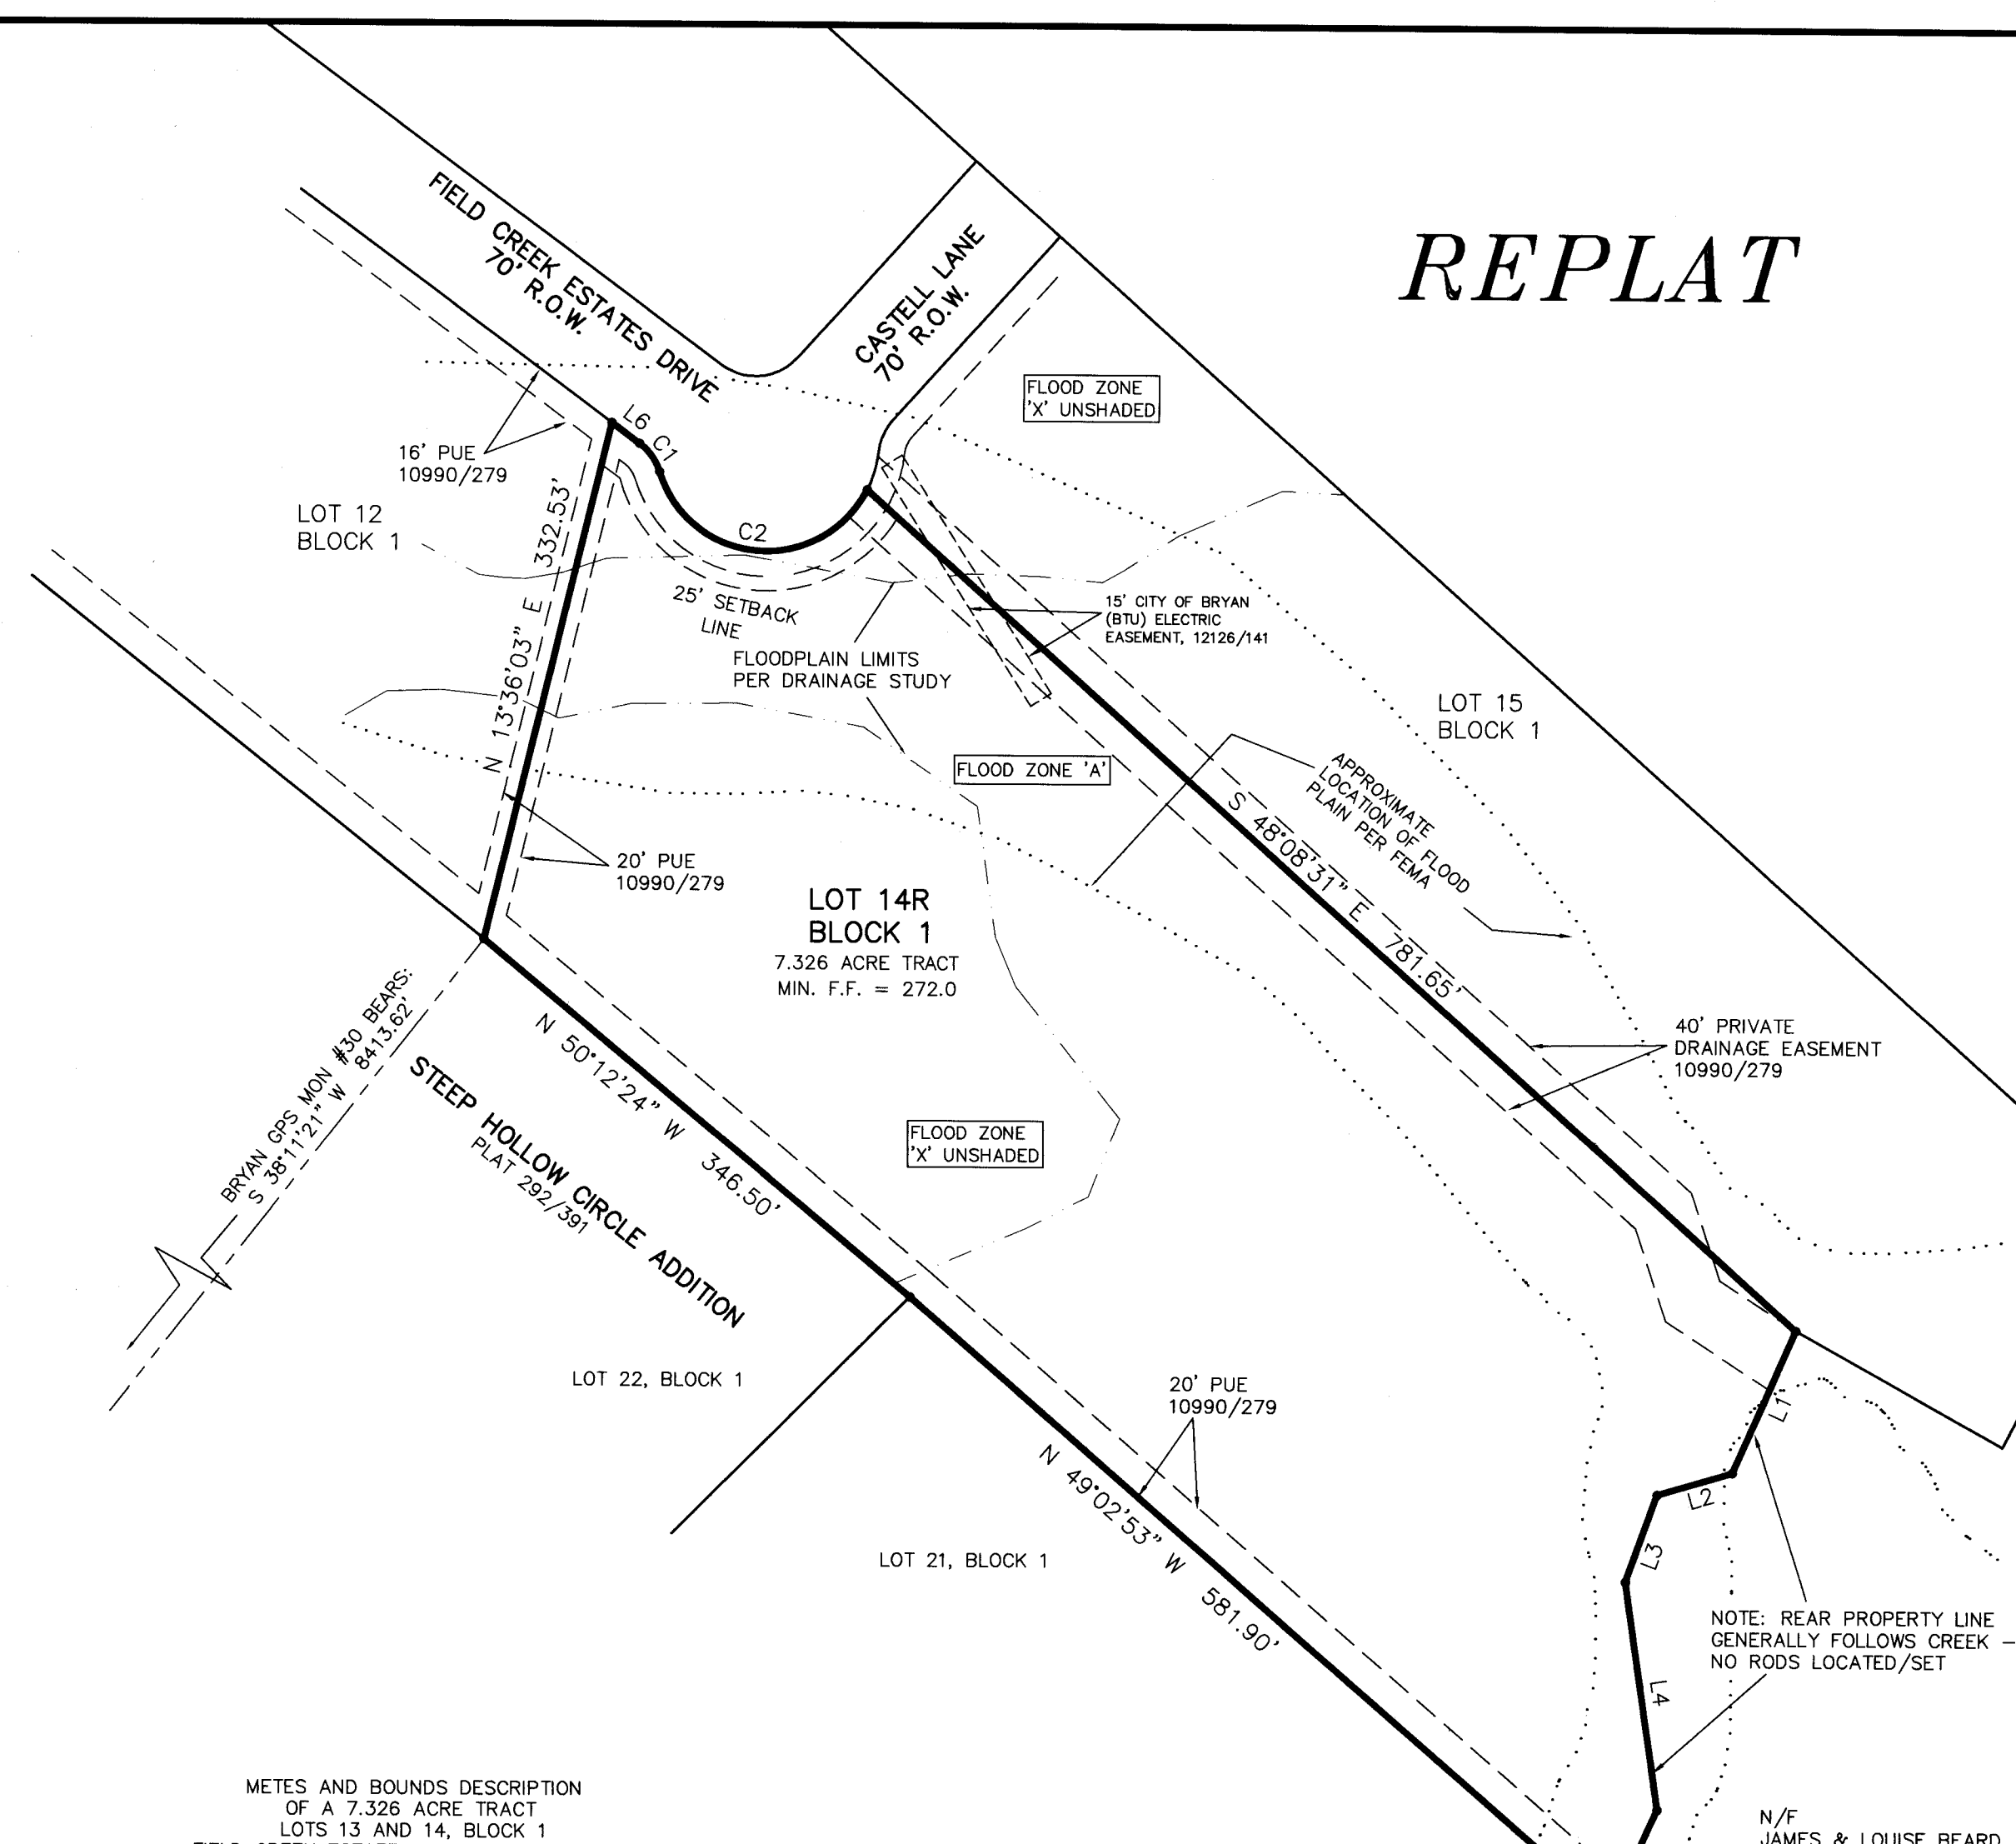 REPLAT
FIELD CREEK ESTATES DRIVE
70' R.O.W.
CASTELL LANE
70' R.O.W.
FLOOD ZONE
'X' UNSHADED
L6
C1
16' PUE
10990/279
LOT 12
BLOCK 1
N 13°36'03" E 332.53'
C2
25' SETBACK
LINE
15' CITY OF BRYAN
(BTU) ELECTRIC
EASEMENT, 12126/141
FLOODPLAIN LIMITS
PER DRAINAGE STUDY
LOT 15
BLOCK 1
FLOOD ZONE 'A'
APPROXIMATE
LOCATION OF FLOOD
PLAIN PER FEMA
S 48°08'31" E 781.65'
20' PUE
10990/279
LOT 14R
BLOCK 1
7.326 ACRE TRACT
MIN. F.F. = 272.0
BRYAN GPS MON #30 BEARS:
S 38°11'21" W 8413.62'
N 50°12'24" W 346.50'
40' PRIVATE
DRAINAGE EASEMENT
10990/279
STEEP HOLLOW CIRCLE ADDITION
PLAT 292/391
FLOOD ZONE
'X' UNSHADED
LOT 22, BLOCK 1
20' PUE
10990/279
L1
L2
N 49°02'53" W 581.90'
LOT 21, BLOCK 1
L3
NOTE: REAR PROPERTY LINE
GENERALLY FOLLOWS CREEK –
NO RODS LOCATED/SET
L4
METES AND BOUNDS DESCRIPTION
OF A 7.326 ACRE TRACT
LOTS 13 AND 14, BLOCK 1
N/F
JAMES & LOUISE BEARD